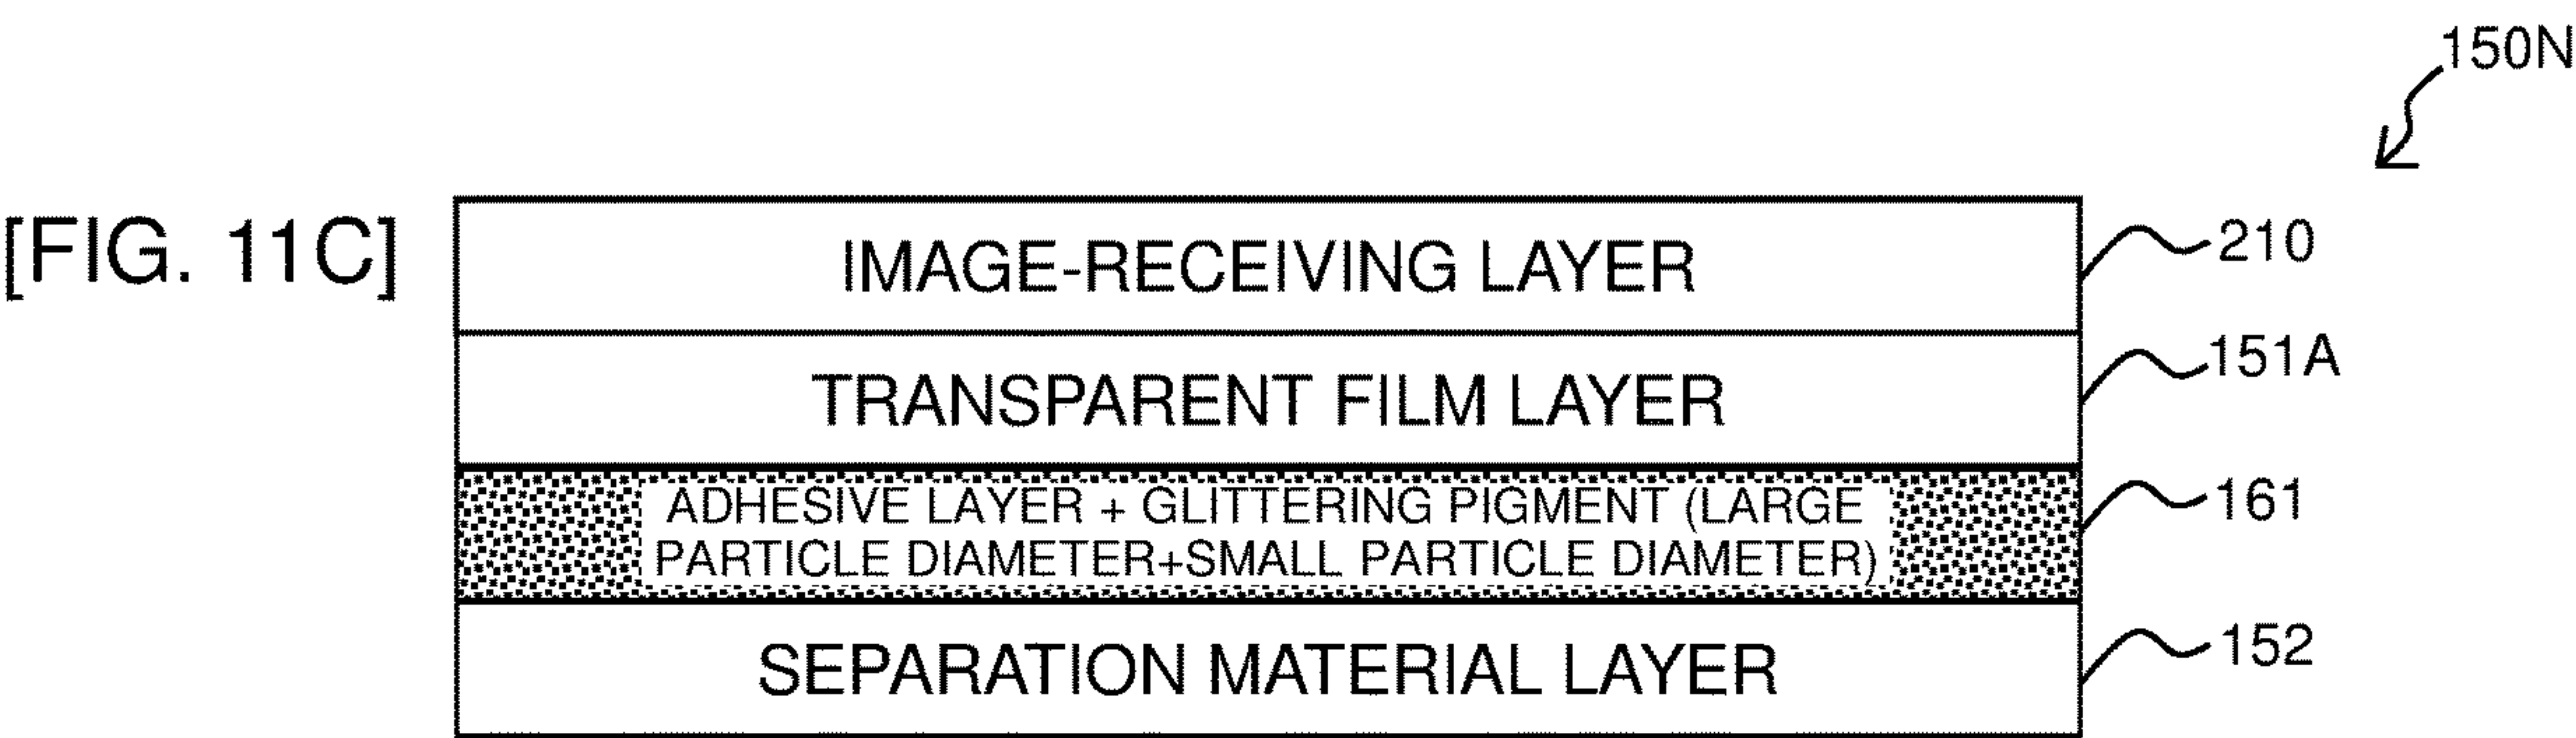 150N
[FIG. 11C]
IMAGE-RECEIVING LAYER
210
TRANSPARENT FILM LAYER
151A
ADHESIVE LAYER + GLITTERING PIGMENT (LARGE
PARTICLE DIAMETER+SMALL PARTICLE DIAMETER)
161
SEPARATION MATERIAL LAYER
152